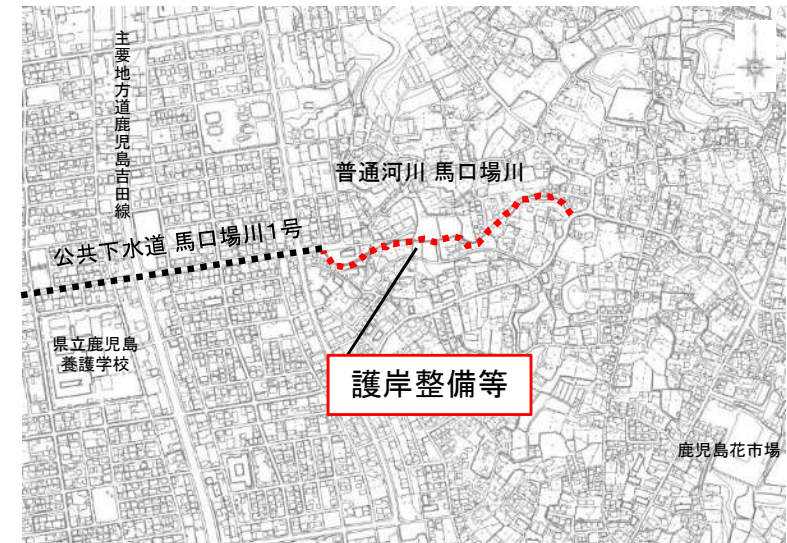 主要地方道鹿児島吉田線
普通河川 馬口場川
公共下水道 馬口場川1号
県立鹿児島
養護学校
護岸整備等
鹿児島花市場